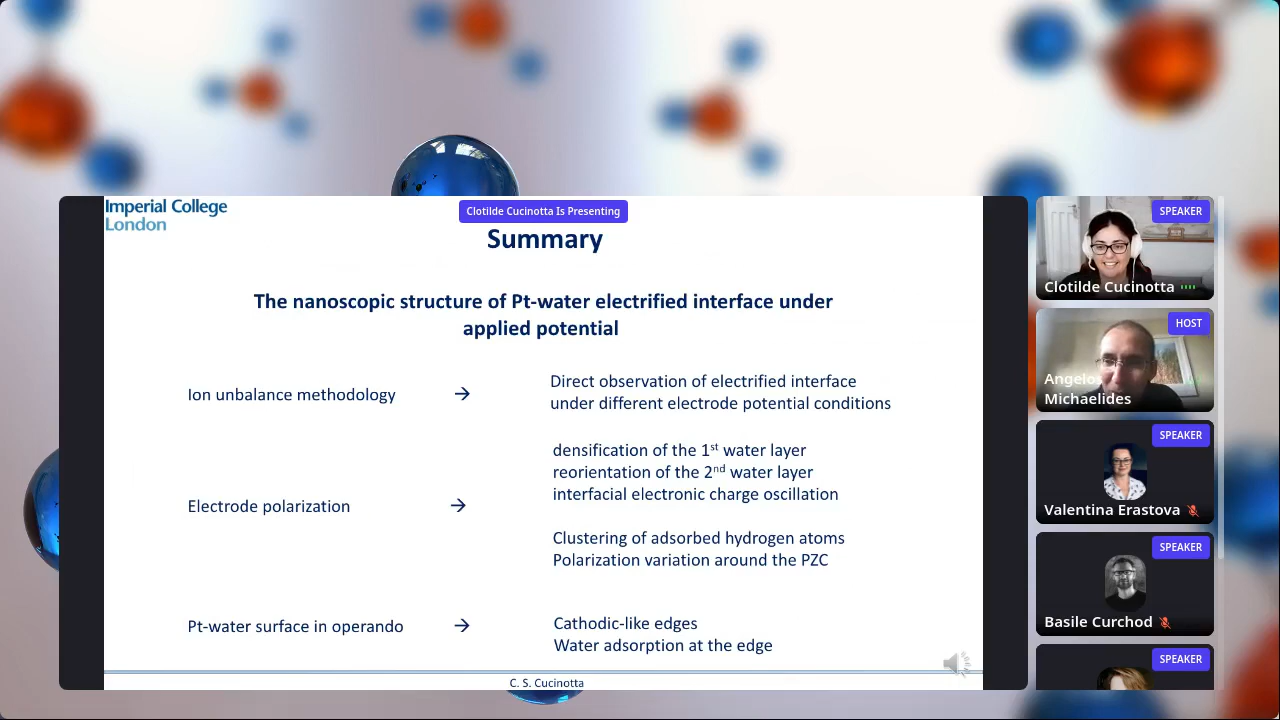 Imperial College
London
Clotilde Cucinotta Is Presenting
Summary
The nanoscopic structure of Pt-water electrified interface under
applied potential
Ion unbalance methodology → Direct observation of electrified interface
under different electrode potential conditions
densification of the 1st water layer
reorientation of the 2nd water layer
interfacial electronic charge oscillation
Electrode polarization →
Clustering of adsorbed hydrogen atoms
Polarization variation around the PZC
Pt-water surface in operando → Cathodic-like edges
Water adsorption at the edge
C. S. Cucinotta
SPEAKER
Clotilde Cucinotta
HOST
Angelos
Michaelides
SPEAKER
Valentina Erastova
SPEAKER
Basile Curchod
SPEAKER